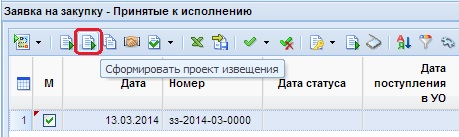 Заявка на закупку - Принятые к исполнению
Сформировать проект извещения
М Дата Номер Дата статуса Дата
поступления
в УО
1 13.03.2014 ss-2014-03-0000